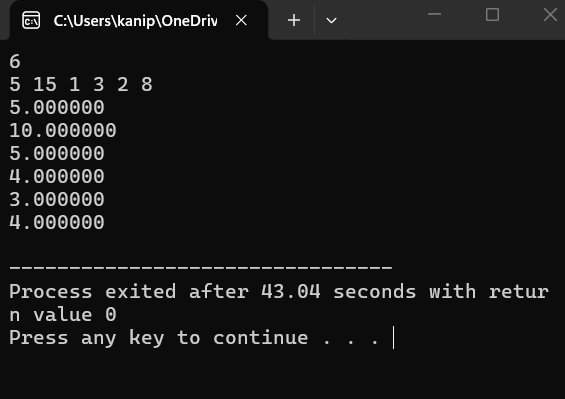 C:\Users\kanip\OneDriv
6
5 15 1 3 2 8
5.000000
10.000000
5.000000
4.000000
3.000000
4.000000
--------------------------------
Process exited after 43.04 seconds with retur
n value 0
Press any key to continue . . .